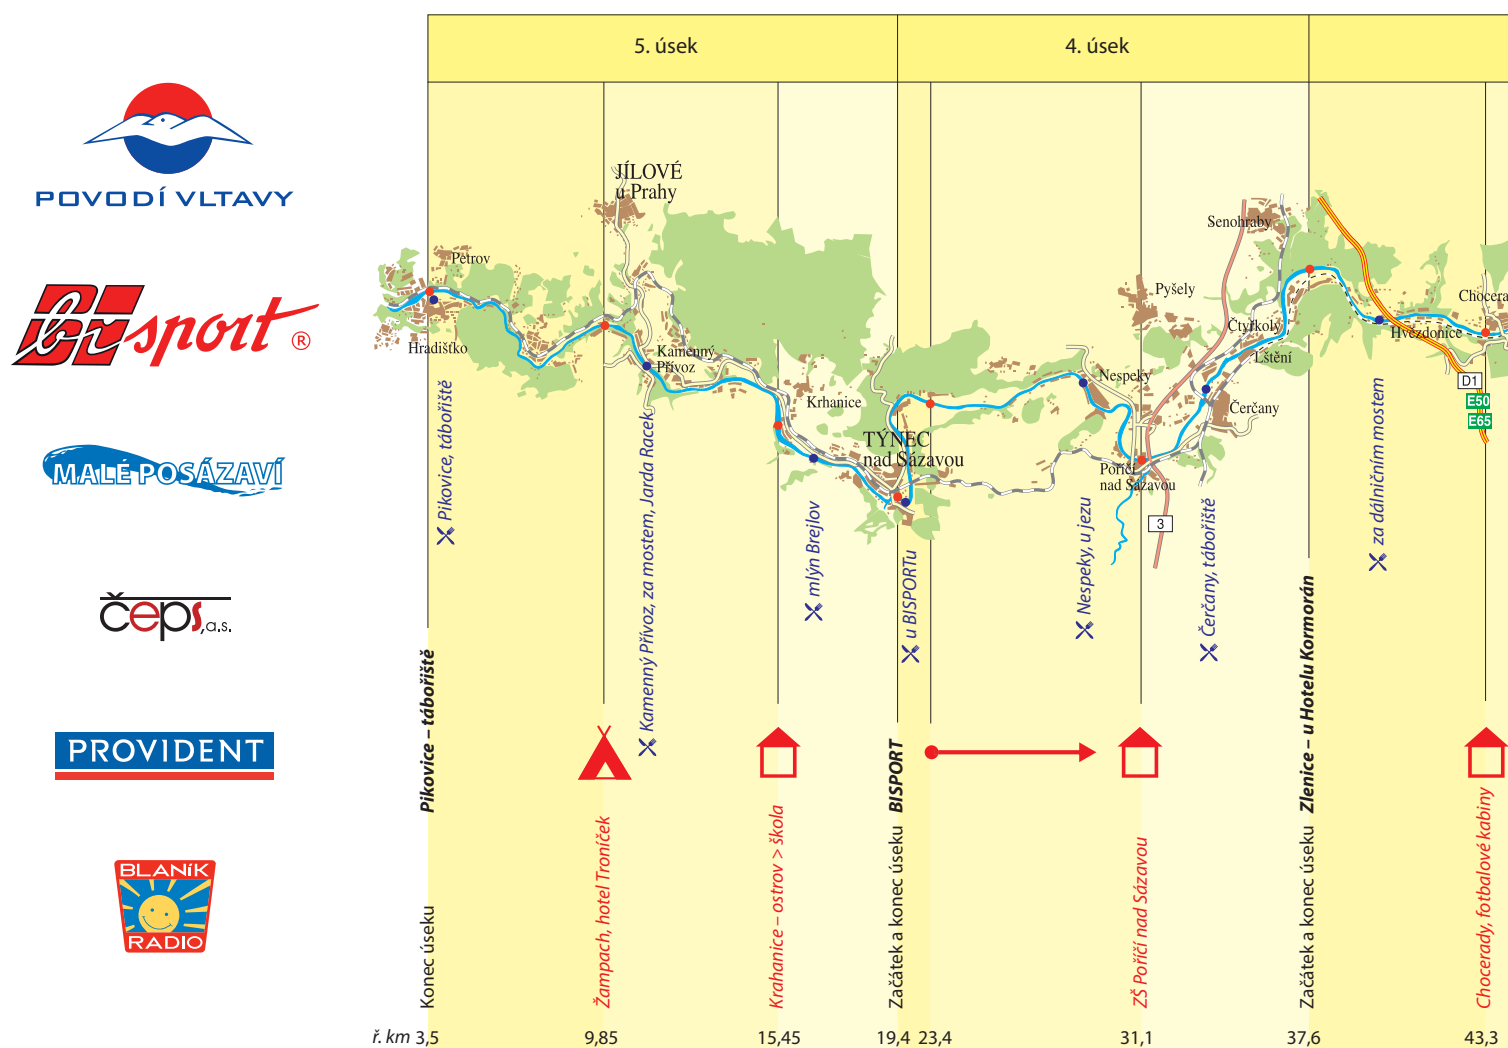 5. úsek
4. úsek
POVODÍ VLTAVY
Bisport ®
MALÉ POSÁZAVÍ
čeps,a.s.
PROVIDENT
BLANíK
RADIO
JÍLOVÉ
u Prahy
Petrov
Hradištko
Kamenný
Přívoz
Krhanice
TÝNEC
nad Sázavou
Nespeky
Pyšely
Senohraby
Čtyřkoly
Lštění
Čerčany
Poříčí
nad Sázavou
3
Hvězdonice
Chocera
D1
E50
E65
Pikovice, tábořiště
Kamenný Přívoz, za mostem, Jarda Racek
mlýn Brejlov
u BISPORTu
Nespeky, u jezu
Čerčany, tábořiště
za dálničním mostem
Konec úseku Pikovice – tábořiště
Žampach, hotel Troníček
Krahanice – ostrov > škola
Začátek a konec úseku BISPORT
ZŠ Poříčí nad Sázavou
Začátek a konec úseku Zlenice – u Hotelu Kormorán
Chocerady, fotbalové kabiny
ř. km 3,5 9,85 15,45 19,4 23,4 31,1 37,6 43,3